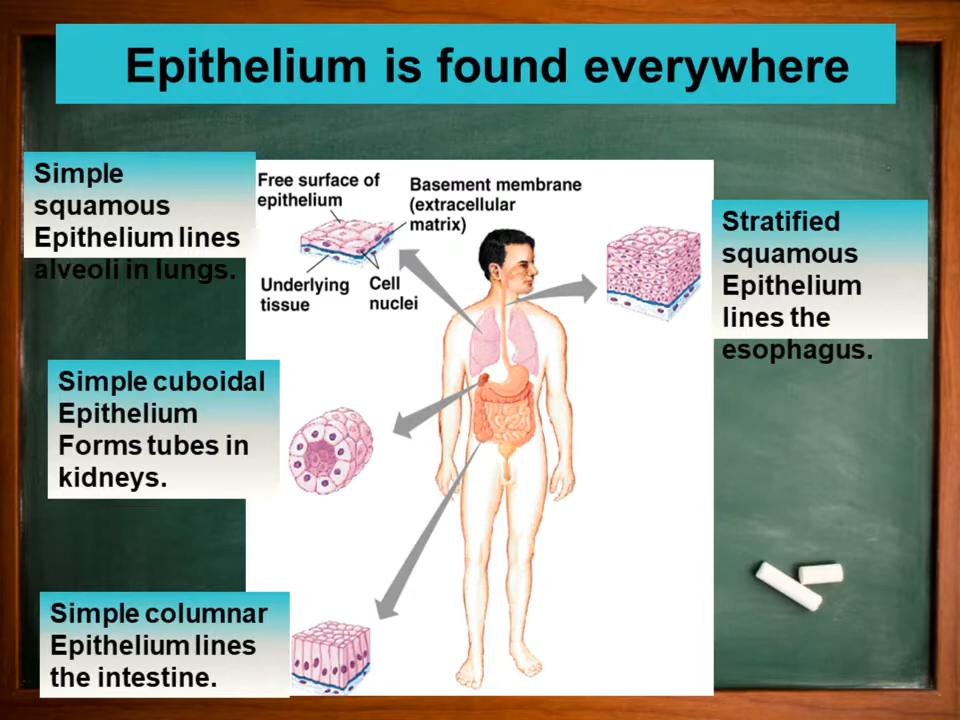 Epithelium is found everywhere
Simple
squamous
Epithelium lines
alveoli in lungs.
Free surface of
epithelium
Basement membrane
(extracellular
matrix)
Underlying
tissue
Cell
nuclei
Stratified
squamous
Epithelium
lines the
esophagus.
Simple cuboidal
Epithelium
Forms tubes in
kidneys.
Simple columnar
Epithelium lines
the intestine.